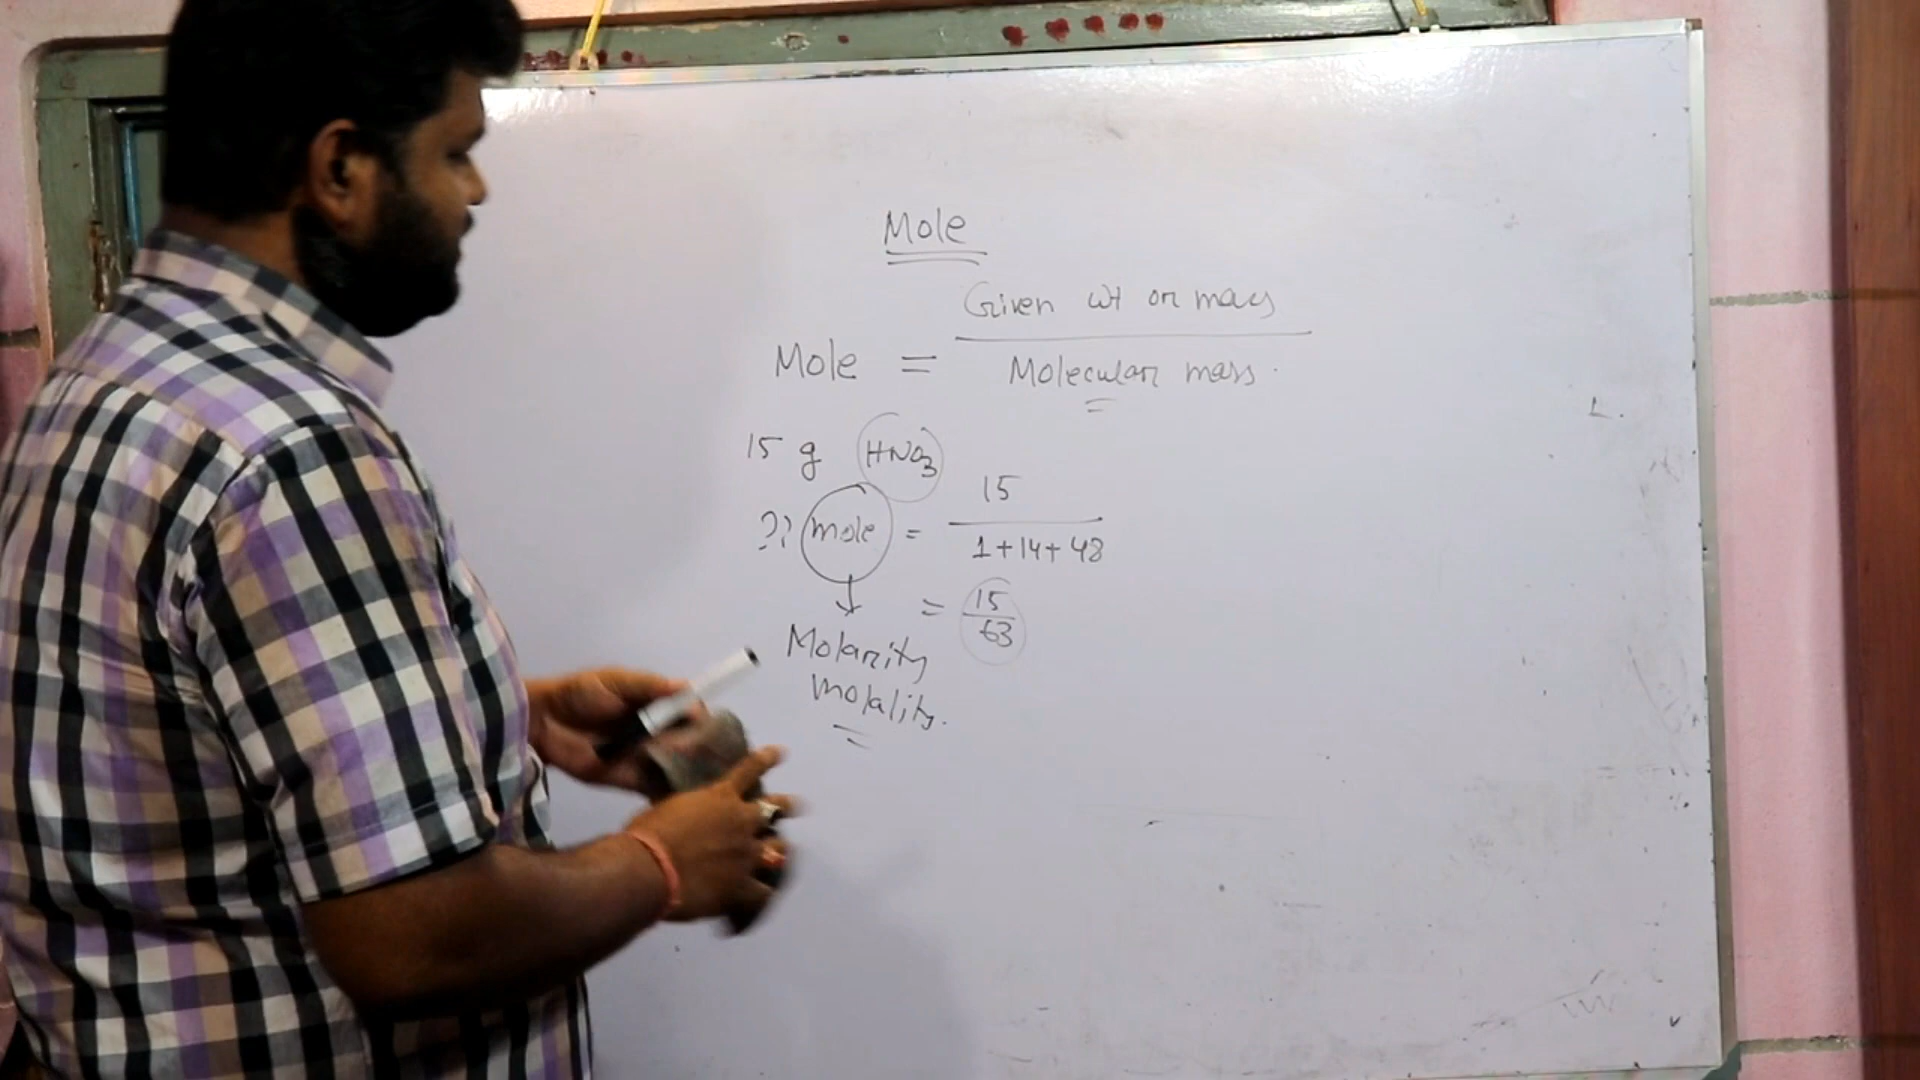 Mole
Mole = Given wt or mass / Molecular mass.
15 g HNO3
?? mole = 15 / 1+14+48
= 15 / 63
Molarity
molality.
L.